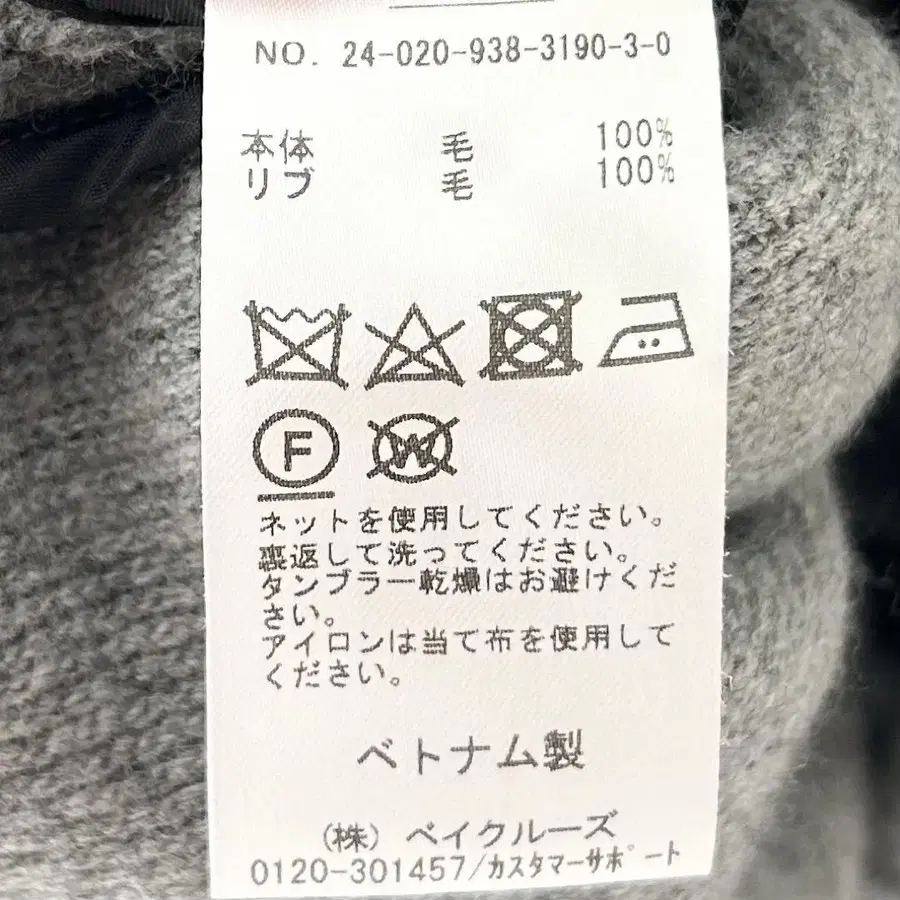 NO. 24-020-938-3190-3-0
本体 毛 100%
リブ 毛 100%
F
W
ネットを使用してください。
裏返して洗ってください。
タンブラー乾燥はお避けくだ
さい。
アイロンは当て布を使用して
ください。
ベトナム製
(株) ベイクルーズ
0120-301457/カスタマーサポート